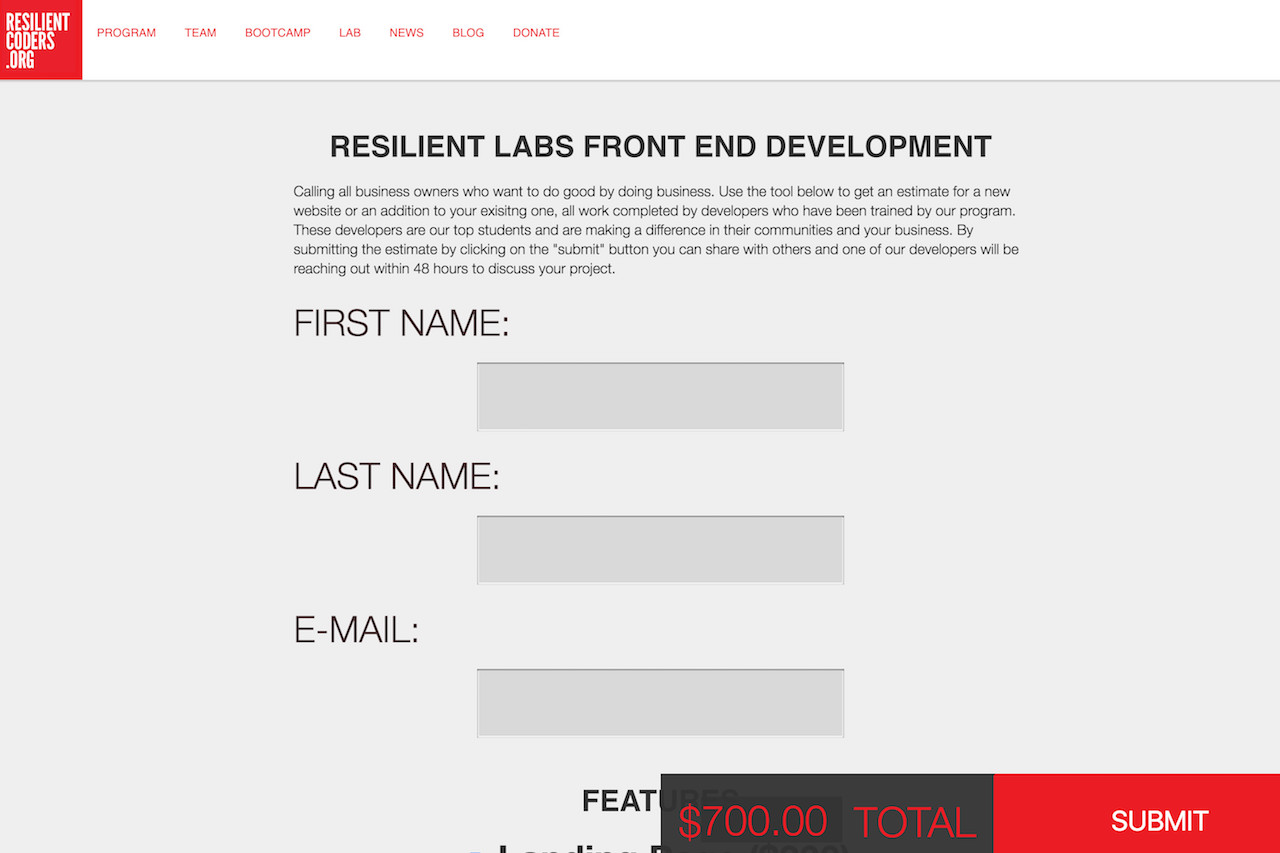 RESILIENT
CODERS
.ORG
PROGRAM TEAM BOOTCAMP LAB NEWS BLOG DONATE
RESILIENT LABS FRONT END DEVELOPMENT
Calling all business owners who want to do good by doing business. Use the tool below to get an estimate for a new
website or an addition to your exisitng one, all work completed by developers who have been trained by our program.
These developers are our top students and are making a difference in their communities and your business. By
submitting the estimate by clicking on the "submit" button you can share with others and one of our developers will be
reaching out within 48 hours to discuss your project.
FIRST NAME:
LAST NAME:
E-MAIL:
FEATURES
$700.00 TOTAL
SUBMIT
Landing